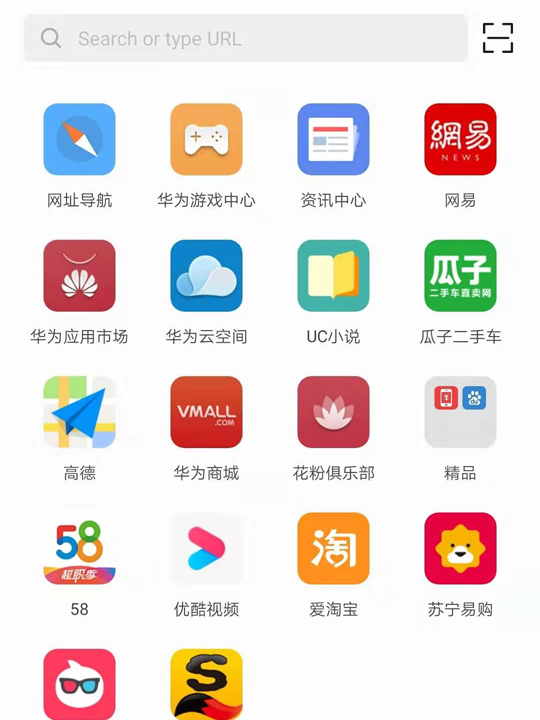 Search or type URL
網易
NEWS
网址导航
华为游戏中心
资讯中心
网易
瓜子
二手车直卖网
华为应用市场
华为云空间
UC小说
瓜子二手车
VMALL
.COM
高德
华为商城
花粉俱乐部
精品
58
超职季
淘
58
优酷视频
爱淘宝
苏宁易购
S